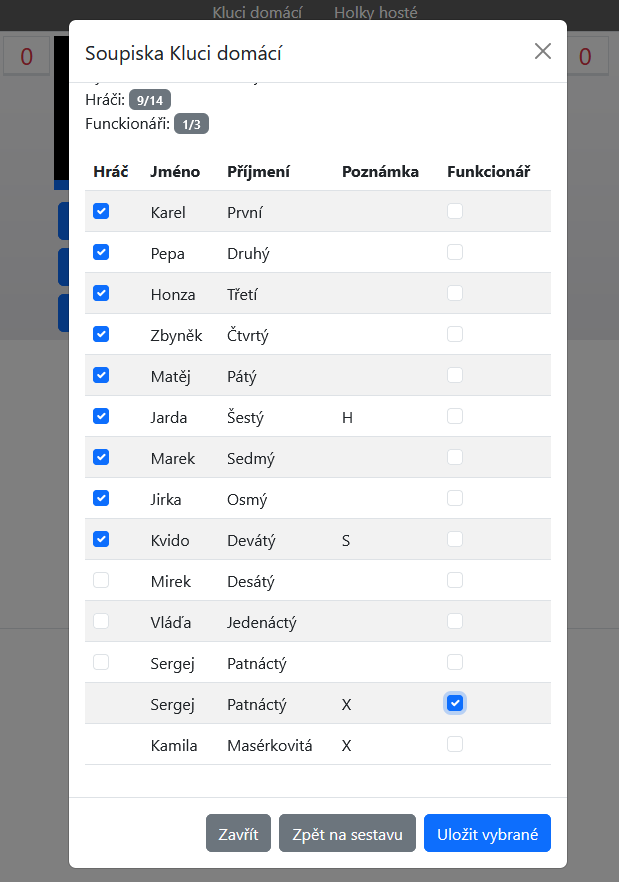 Kluci domácí Holky hosté
0
0
Soupiska Kluci domácí
Hráči: 9/14
Funckionáři: 1/3
Hráč Jméno Příjmení Poznámka Funkcionář
Karel První
Pepa Druhý
Honza Třetí
Zbyněk Čtvrtý
Matěj Pátý
Jarda Šestý H
Marek Sedmý
Jirka Osmý
Kvido Devátý S
Mirek Desátý
Vláďa Jedenáctý
Sergej Patnáctý
Sergej Patnáctý X
Kamila Masérkovitá X
Zavřít Zpět na sestavu Uložit vybrané